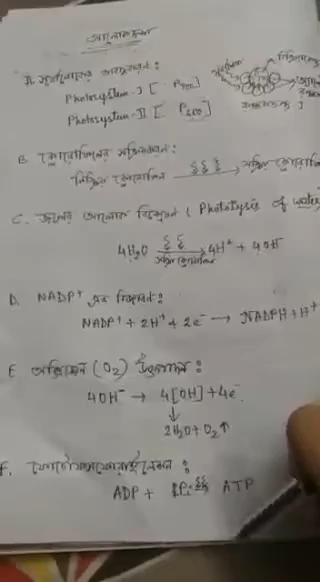 আলোকদশা
A. সূর্যালোকের শোষণ:
Photosystem-I [ P700]
Photosystem-II [ P680]
B. ক্লোরোফিলের সক্রিয়করণ:
নিষ্ক্রিয় ক্লোরোফিল → সক্রিয় ক্লোরোফিল
C. জলের আলোক বিশ্লেষণ ( Photolysis of water
4H₂O → 4H⁺ + 4OH⁻
সক্রিয় ক্লোরোফিল
D. NADP⁺ এর বিজারণ:
NADP⁺ + 2H⁺ + 2e⁻ → NADPH + H⁺
E. অক্সিজেন (O₂) উৎপাদন :
4OH⁻ → 4[OH] + 4e⁻
↓
2H₂O + O₂↑
F. ফোটোফসফোরাইলেশন :
ADP + Pi → ATP